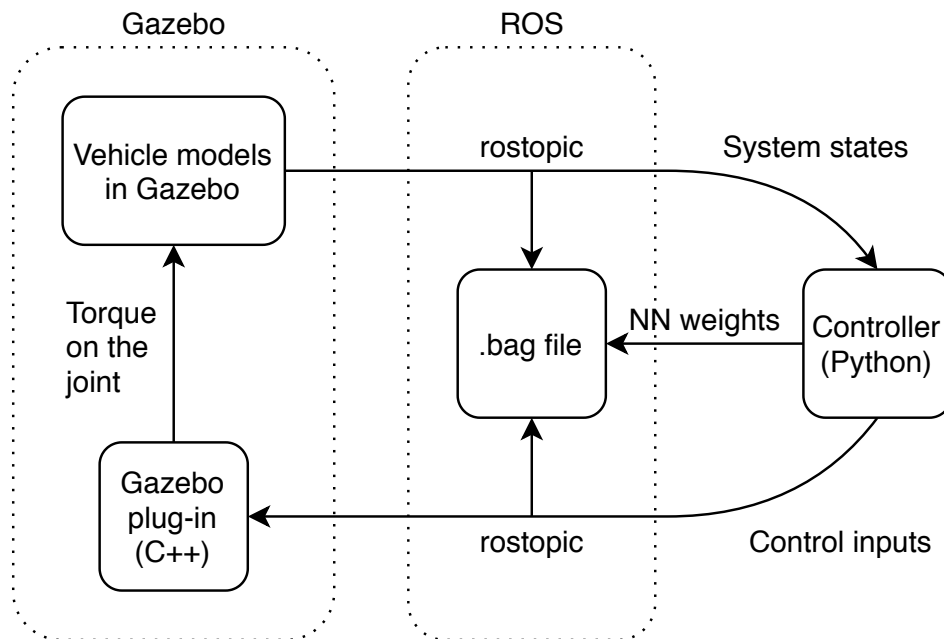 Gazebo
ROS
Vehicle models
in Gazebo
rostopic
System states
Torque
on the
joint
.bag file
NN weights
Controller
(Python)
Gazebo
plug-in
(C++)
rostopic
Control inputs